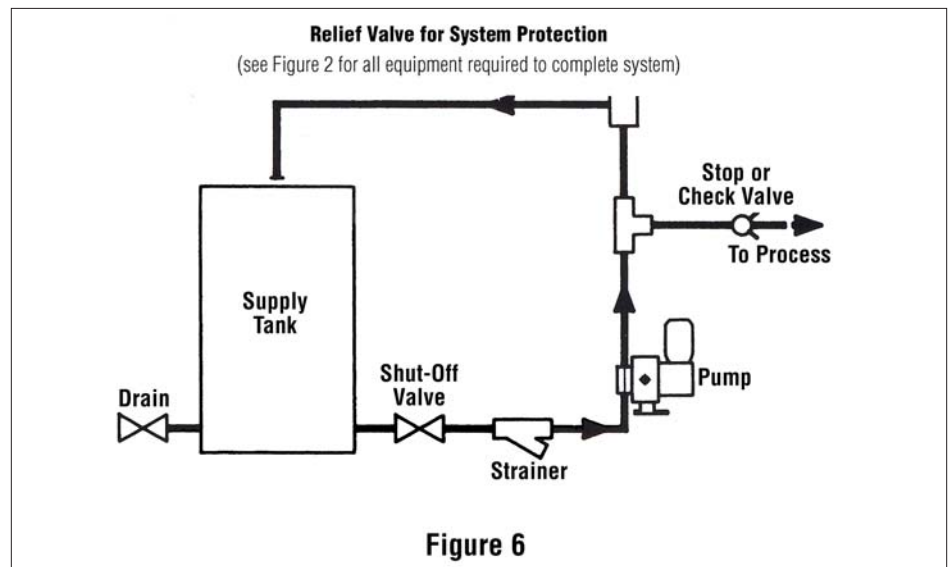 Relief Valve for System Protection
(see Figure 2 for all equipment required to complete system)
Stop or
Check Valve
To Process
Supply
Tank
Shut-Off
Valve
Pump
Drain
Strainer
Figure 6